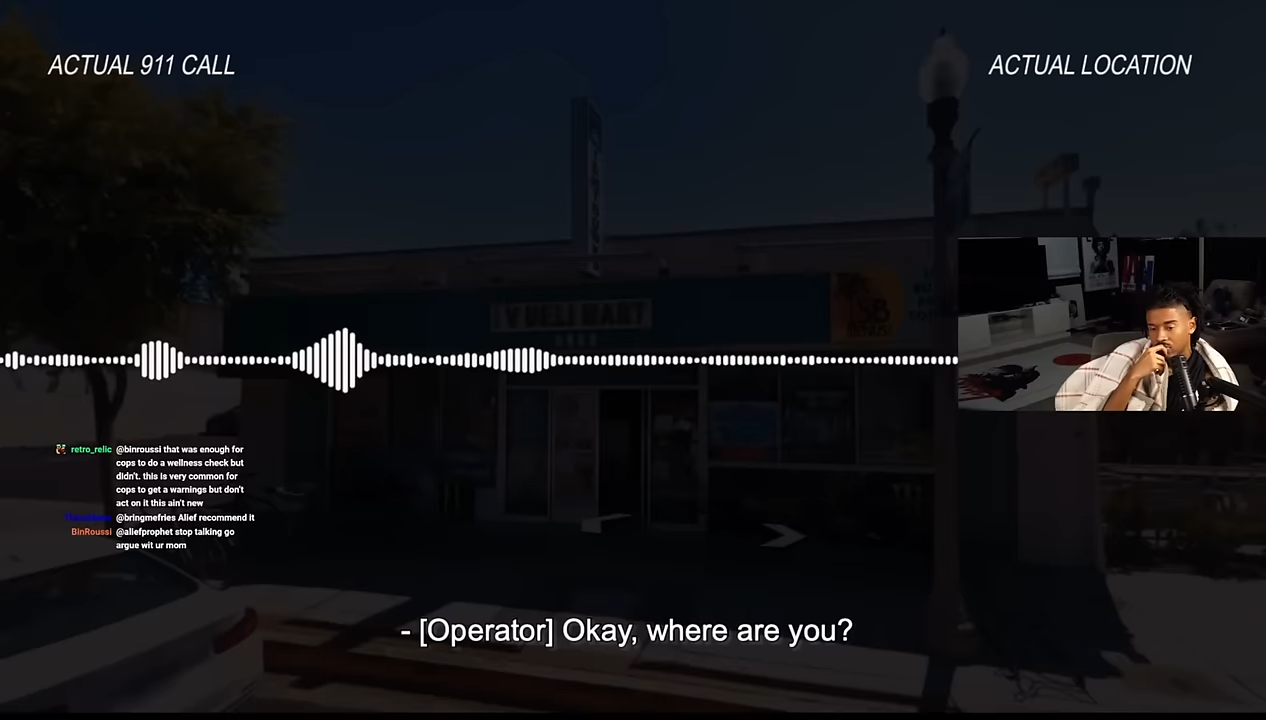 ACTUAL 911 CALL
ACTUAL LOCATION
I V DELI MART
SB
retro_relic @binroussi that was enough for
cops to do a wellness check but
didn't. this is very common for
cops to get a warnings but don't
act on it this ain't new
@bringmefries Alief recommend it
BinRoussi @aliefprophet stop talking go
argue wit ur mom
- [Operator] Okay, where are you?